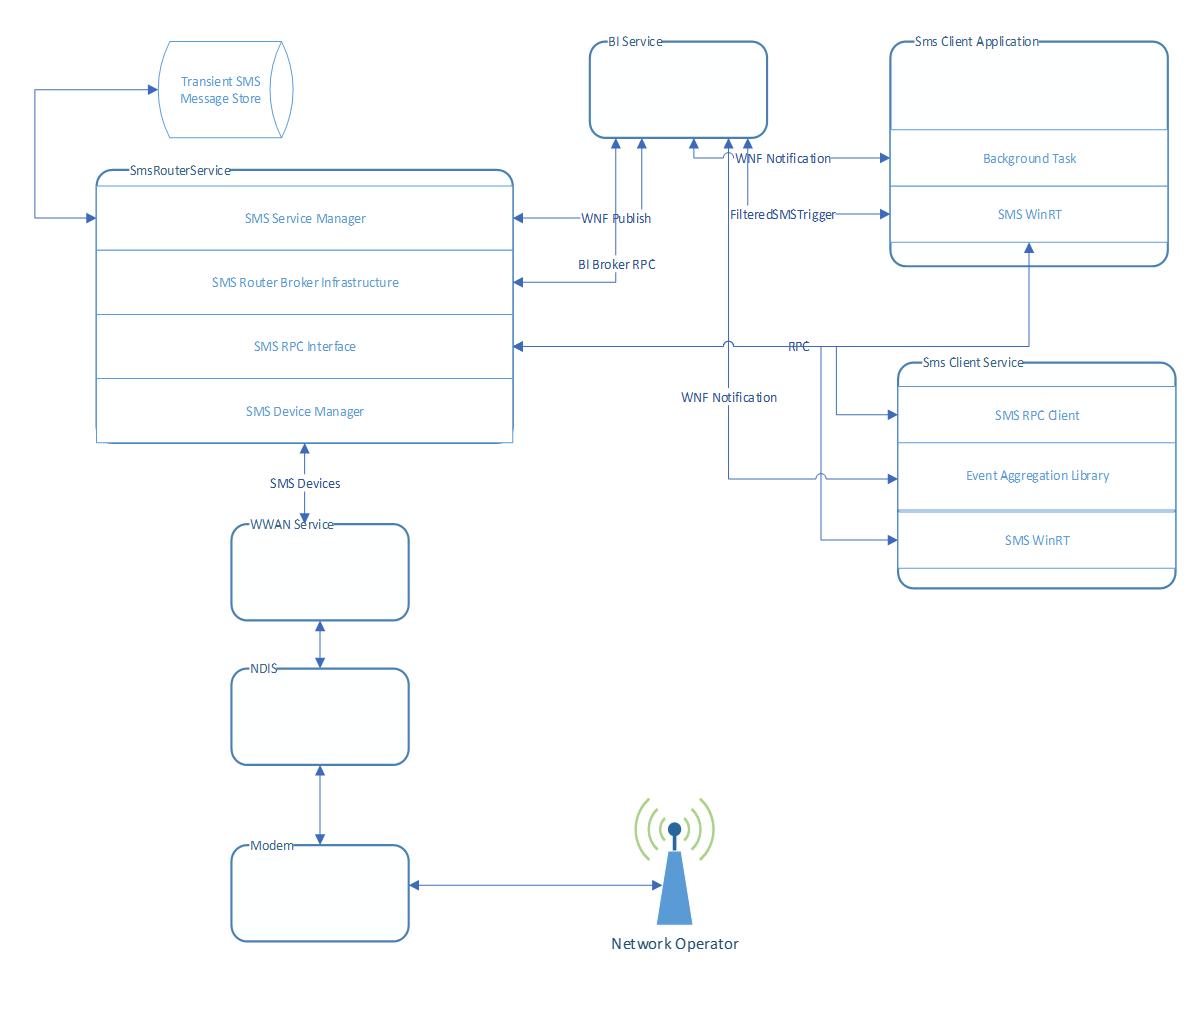 BI Service
Sms Client Application
Transient SMS
Message Store
WNF Notification
Background Task
SmsRouterService
SMS Service Manager
WNF Publish
FilteredSMSTrigger
SMS WinRT
BI Broker RPC
SMS Router Broker Infrastructure
SMS RPC Interface
RPC
Sms Client Service
WNF Notification
SMS Device Manager
SMS RPC Client
SMS Devices
Event Aggregation Library
WWAN Service
SMS WinRT
NDIS
Modem
Network Operator